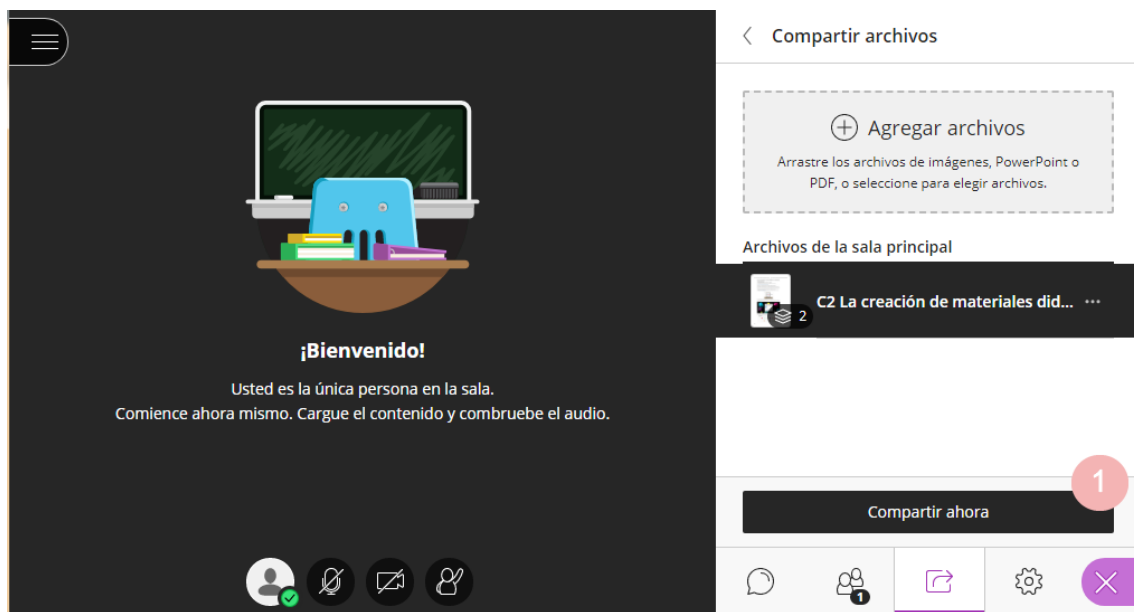 Compartir archivos
Agregar archivos
Arrastre los archivos de imágenes, PowerPoint o
PDF, o seleccione para elegir archivos.
Archivos de la sala principal
2
C2 La creación de materiales did... ···
¡Bienvenido!
Usted es la única persona en la sala.
Comience ahora mismo. Cargue el contenido y combruebe el audio.
1
Compartir ahora
1